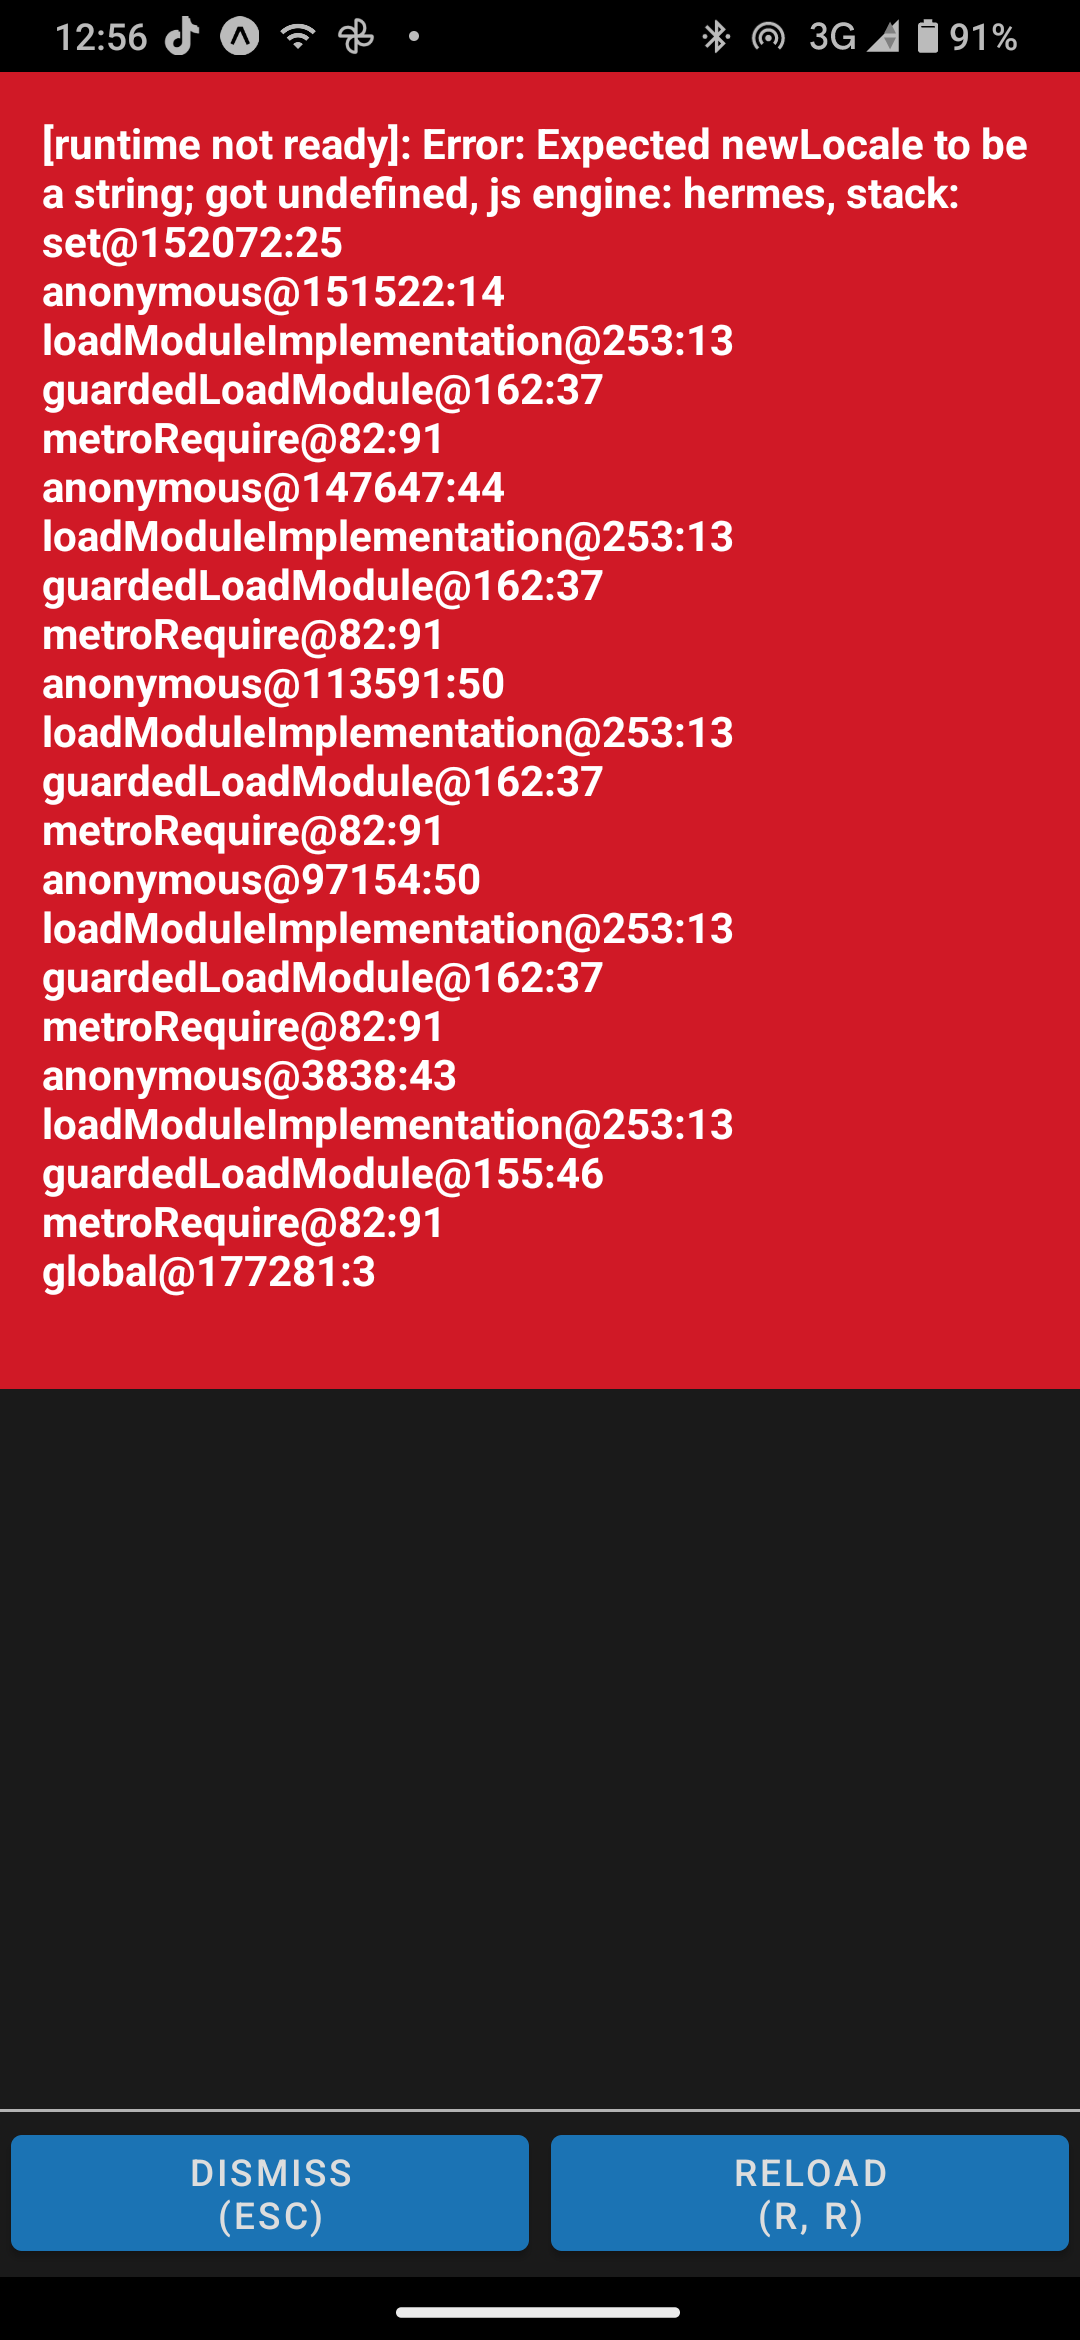 12:56 3G 91%
[runtime not ready]: Error: Expected newLocale to be
a string; got undefined, js engine: hermes, stack:
set@152072:25
anonymous@151522:14
loadModuleImplementation@253:13
guardedLoadModule@162:37
metroRequire@82:91
anonymous@147647:44
loadModuleImplementation@253:13
guardedLoadModule@162:37
metroRequire@82:91
anonymous@113591:50
loadModuleImplementation@253:13
guardedLoadModule@162:37
metroRequire@82:91
anonymous@97154:50
loadModuleImplementation@253:13
guardedLoadModule@162:37
metroRequire@82:91
anonymous@3838:43
loadModuleImplementation@253:13
guardedLoadModule@155:46
metroRequire@82:91
global@177281:3
DISMISS
(ESC)
RELOAD
(R, R)